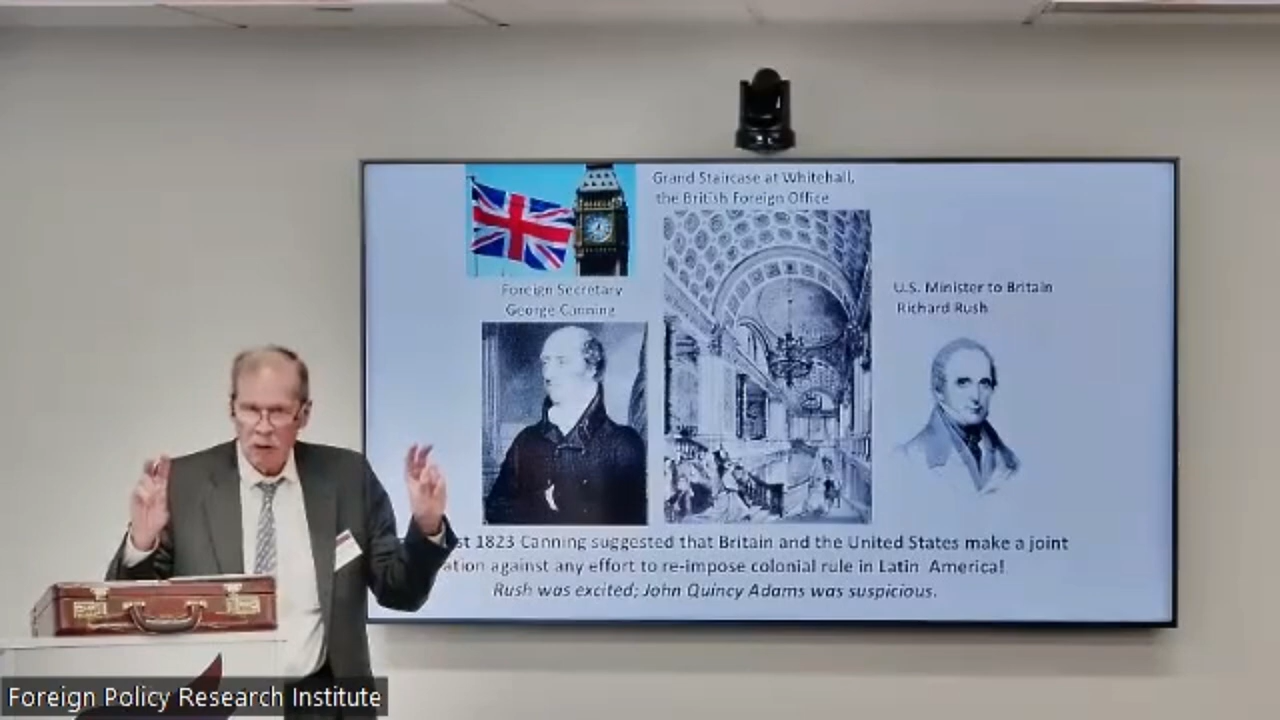 Grand Staircase at Whitehall,
the British Foreign Office
Foreign Secretary
George Canning
U.S. Minister to Britain
Richard Rush
1823 Canning suggested that Britain and the United States make a joint
against any effort to re-impose colonial rule in Latin America!
Rush was excited; John Quincy Adams was suspicious.
Foreign Policy Research Institute